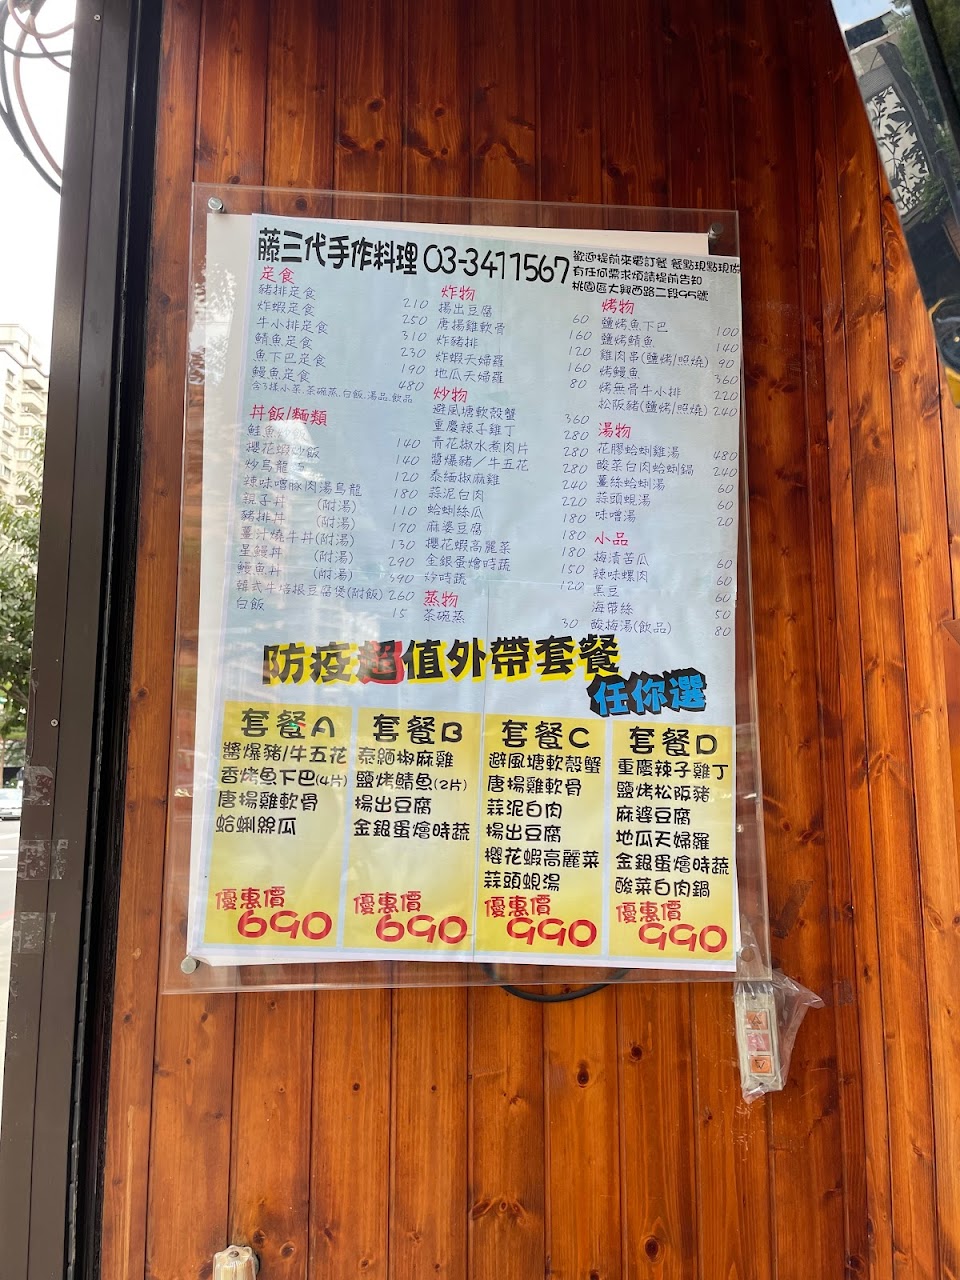 藤三代手作料理 03-3411567
歡迎提前來電訂餐 餐點現點現做
有任何需求煩請提前告知
桃園區大興西路二段95號
定食
豬排定食 210
炸蝦定食 250
牛小排定食 310
鯖魚定食 230
魚下巴定食 190
鰻魚定食 480
含3樣小菜.茶碗蒸.白飯.湯品.飲品
丼飯/麵類
鮭魚
櫻花蝦炒飯 140
炒烏龍 140
辣味噌豚肉湯烏龍 120
親子丼 (附湯) 180
豬排丼 (附湯) 110
薑汁燒牛丼(附湯) 170
星鰻丼 (附湯) 130
鰻魚丼 (附湯) 290
韓式牛培根豆腐煲(附飯) 390
260
白飯 15
炸物
揚出豆腐 60
唐揚雞軟骨 160
炸豬排 120
炸蝦天婦羅 160
地瓜天婦羅 80
炒物
避風塘軟殼蟹 360
重慶辣子雞丁 280
青花椒水煮肉片 280
醬爆豬/牛五花 280
泰緬椒麻雞 240
蒜泥白肉 220
蛤蜊絲瓜 180
麻婆豆腐 180
櫻花蝦高麗菜 180
金銀蛋燴時蔬 150
炒時蔬 120
蒸物
茶碗蒸 30
烤物
鹽烤魚下巴 100
鹽烤鯖魚 140
雞肉串(鹽烤/照燒) 90
烤鰻魚 360
烤無骨牛小排 220
松阪豬(鹽烤/照燒) 240
湯物
花膠蛤蜊雞湯 480
酸菜白肉蛤蜊鍋 240
薑絲蛤蜊湯 60
蒜頭蜆湯 60
味噌湯 20
小品
梅漬苦瓜 60
辣味螺肉 60
黑豆 60
海帶絲 50
酸梅湯(飲品) 80
防疫超值外帶套餐
任你選
套餐A
醬爆豬/牛五花
香烤魚下巴(4片)
唐揚雞軟骨
蛤蜊絲瓜
優惠價
690
套餐B
泰緬椒麻雞
鹽烤鯖魚(2片)
揚出豆腐
金銀蛋燴時蔬
優惠價
690
套餐C
避風塘軟殼蟹
唐揚雞軟骨
蒜泥白肉
揚出豆腐
櫻花蝦高麗菜
蒜頭蜆湯
優惠價
990
套餐D
重慶辣子雞丁
鹽烤松阪豬
麻婆豆腐
地瓜天婦羅
金銀蛋燴時蔬
酸菜白肉鍋
優惠價
990